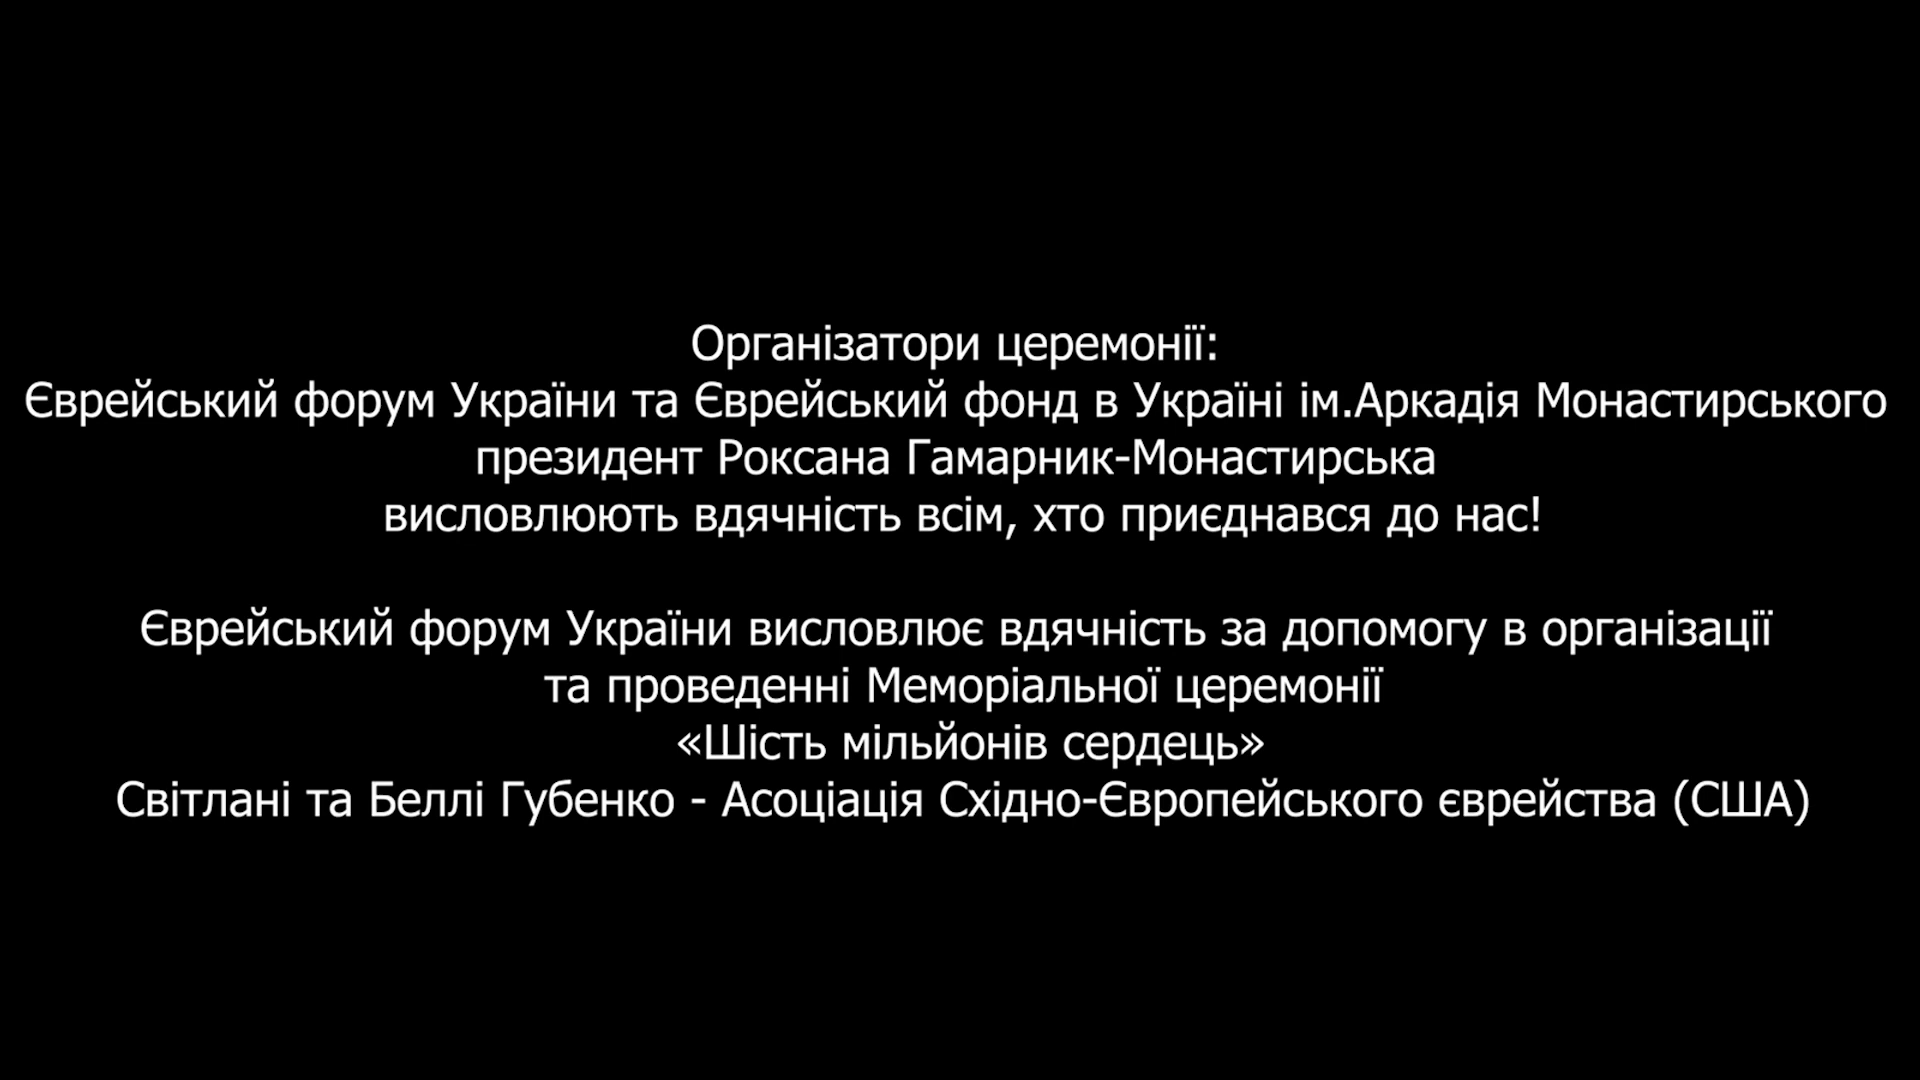 Організатори церемонії:
Єврейський форум України та Єврейський фонд в Україні ім.Аркадія Монастирського
президент Роксана Гамарник-Монастирська
висловлюють вдячність всім, хто приєднався до нас!
Єврейський форум України висловлює вдячність за допомогу в організації
та проведенні Меморіальної церемонії
«Шість мільйонів сердець»
Світлані та Беллі Губенко - Асоціація Східно-Європейського єврейства (США)